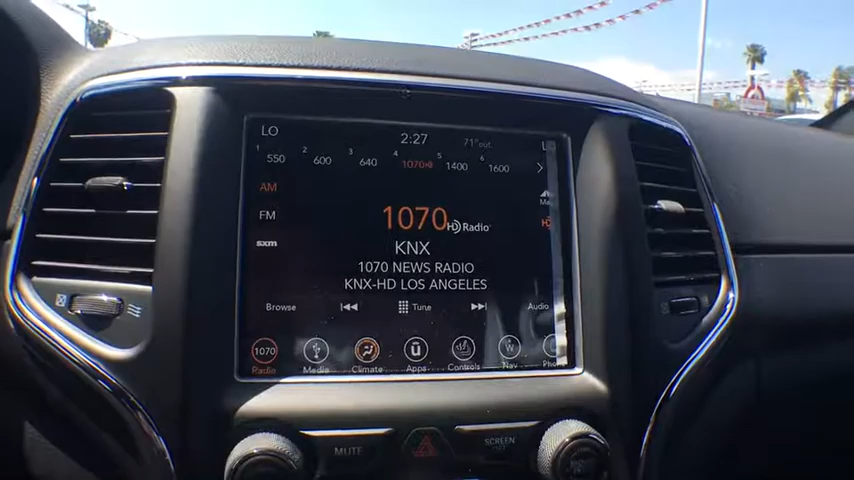 LO 2:27 71°out. LO
1 550 2 600 3 640 4 1070 5 1400 6 1600
AM
FM
sxm
1070 HD Radio
KNX
1070 NEWS RADIO
KNX-HD LOS ANGELES
Browse Tune Audio
1070
Radio Media Climate Apps Controls Nav Phone
MUTE
SCREEN
OFF